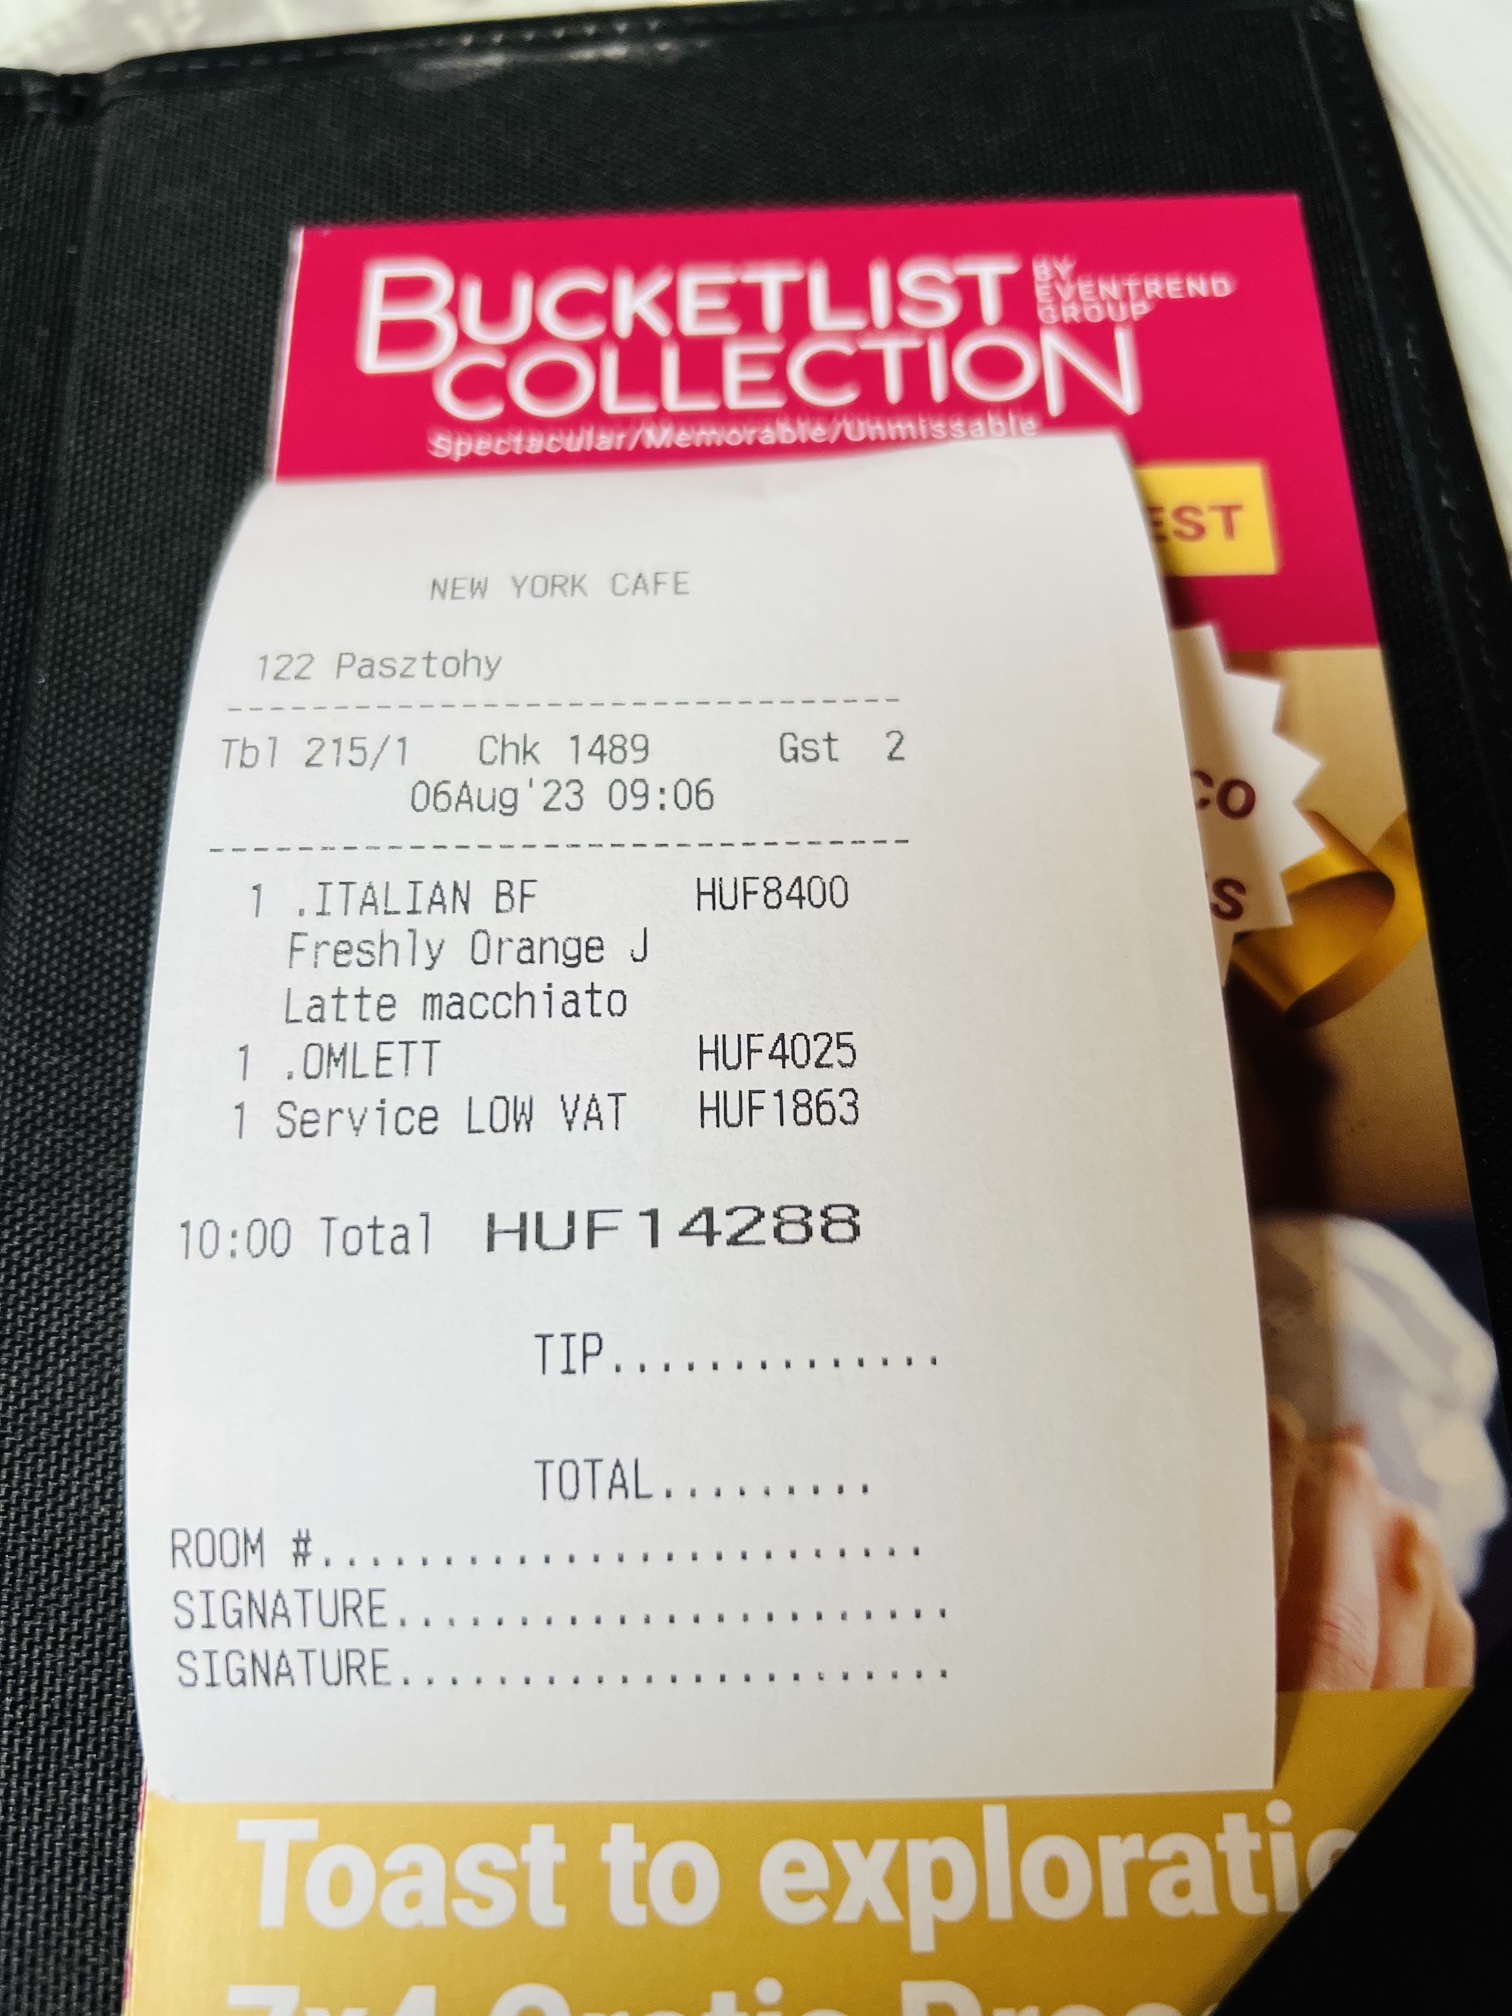 BUCKETLIST BY
EVENTREND
GROUP
COLLECTION
Spectacular/Memorable/Unmissable
EST
CO
S
NEW YORK CAFE
122 Pasztohy
--------------------------------
Tbl 215/1 Chk 1489 Gst 2
06Aug'23 09:06
--------------------------------
1 .ITALIAN BF HUF8400
Freshly Orange J
Latte macchiato
1 .OMLETT HUF4025
1 Service LOW VAT HUF1863
10:00 Total HUF14288
TIP..............
TOTAL.........
ROOM #.........................
SIGNATURE.......................
SIGNATURE.......................
Toast to explorati